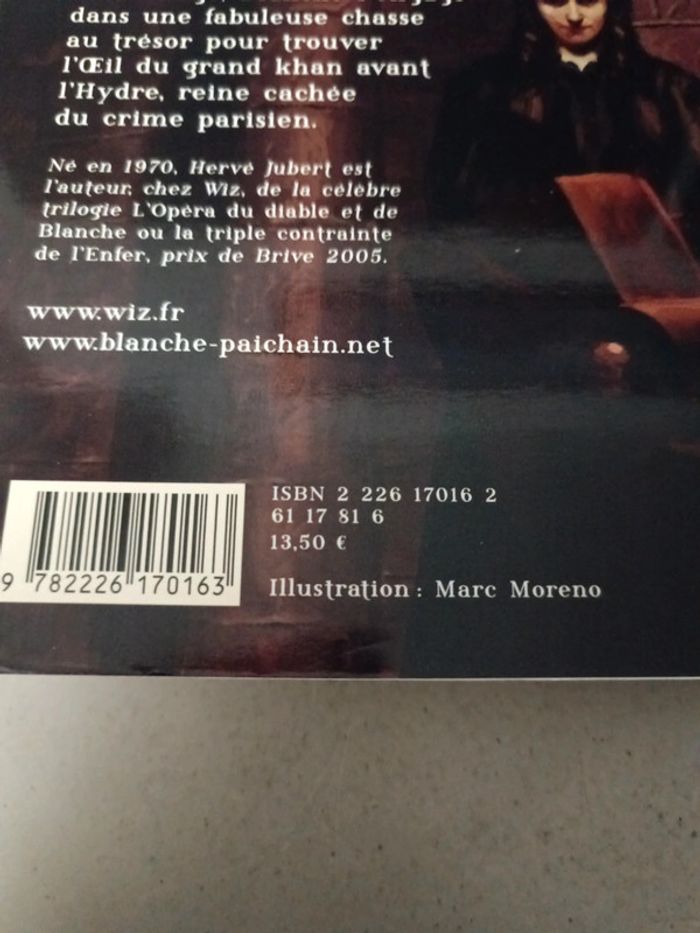 dans une fabuleuse chasse
au trésor pour trouver
l'Œil du grand khan avant
l'Hydre, reine cachée
du crime parisien.
Né en 1970, Hervé Jubert est
l'auteur, chez Wiz, de la célèbre
trilogie L'Opéra du diable et de
Blanche ou la triple contrainte
de l'Enfer, prix de Brive 2005.
www.wiz.fr
www.blanche-paichain.net
ISBN 2 226 17016 2
61 17 81 6
13,50 €
9 782226 170163
Illustration : Marc Moreno